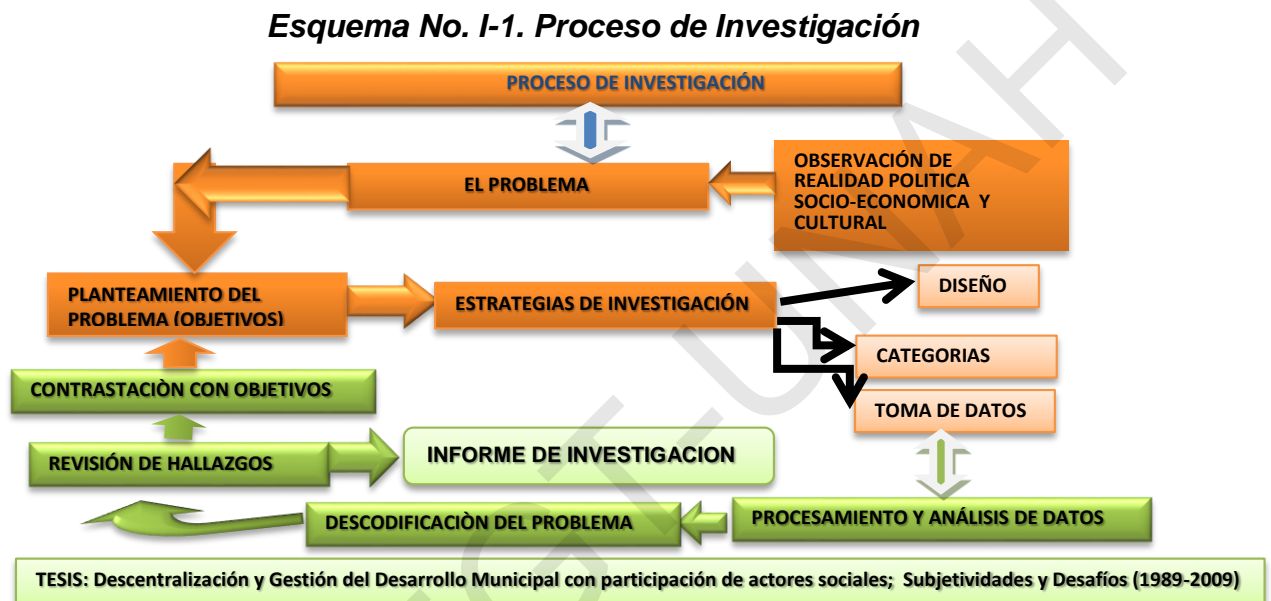 Esquema No. I-1. Proceso de Investigación
PROCESO DE INVESTIGACIÓN
EL PROBLEMA
OBSERVACIÓN DE
REALIDAD POLITICA
SOCIO-ECONOMICA Y
CULTURAL
PLANTEAMIENTO DEL
PROBLEMA (OBJETIVOS)
ESTRATEGIAS DE INVESTIGACIÓN
DISEÑO
CATEGORIAS
TOMA DE DATOS
CONTRASTACIÒN CON OBJETIVOS
REVISIÓN DE HALLAZGOS
INFORME DE INVESTIGACION
DESCODIFICACIÒN DEL PROBLEMA
PROCESAMIENTO Y ANÁLISIS DE DATOS
TESIS: Descentralización y Gestión del Desarrollo Municipal con participación de actores sociales; Subjetividades y Desafíos (1989-2009)
GT-UNAH